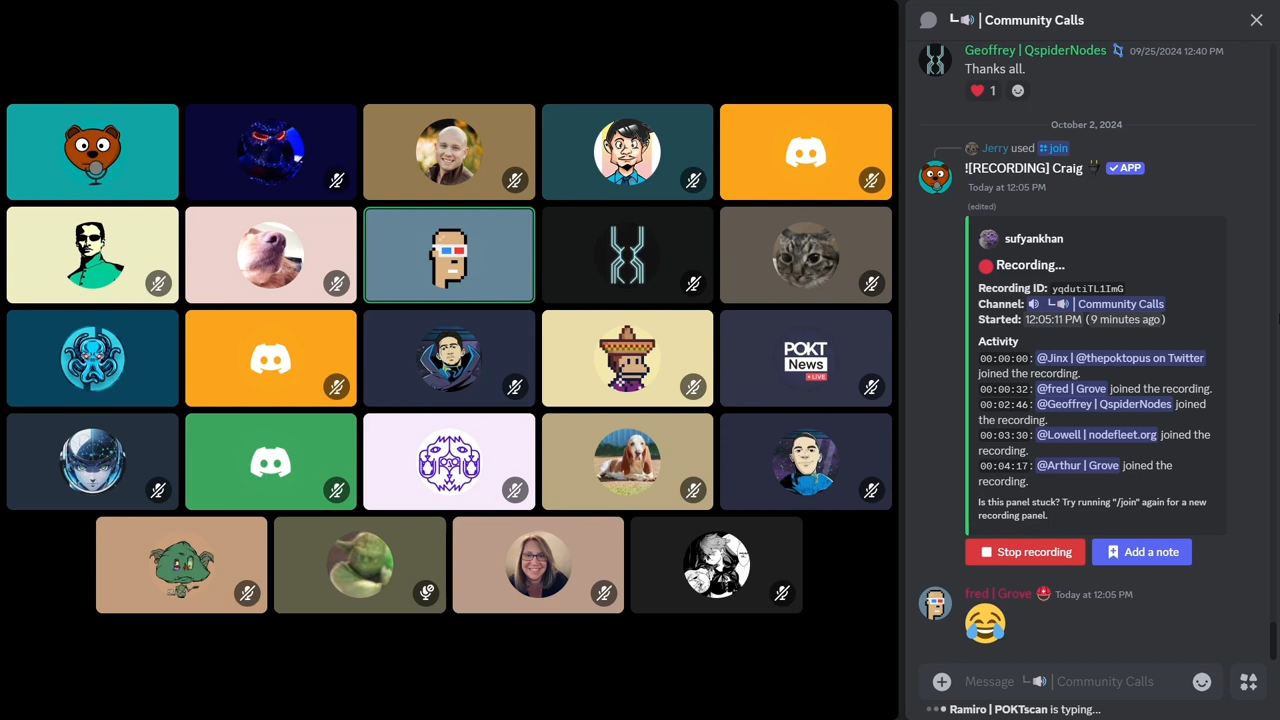 | Community Calls
Geoffrey | QspiderNodes 09/25/2024 12:40 PM
Thanks all.
1
October 2, 2024
Jerry used join
![RECORDING] Craig APP
Today at 12:05 PM
(edited)
sufyankhan
Recording...
Recording ID: yqdutiTL1ImG
Channel: | Community Calls
Started: 12:05:11 PM (9 minutes ago)
Activity
00:00:00: @Jinx | @thepoktopus on Twitter
joined the recording.
00:00:32: @fred | Grove joined the recording.
00:02:46: @Geoffrey | QspiderNodes joined
the recording.
00:03:30: @Lowell | nodefleet.org joined the
recording.
00:04:17: @Arthur | Grove joined the
recording.
Is this panel stuck? Try running "/join" again for a new
recording panel.
Stop recording Add a note
fred | Grove Today at 12:05 PM
Message | Community Calls
Ramiro | POKTscan is typing...
POKT
News
LIVE